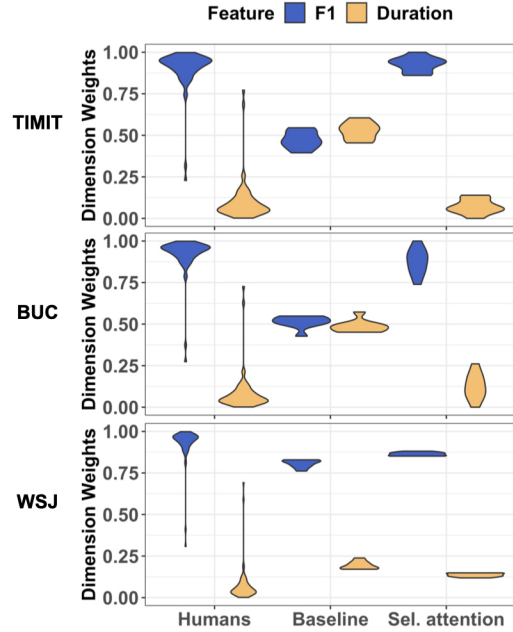 Feature F1 Duration
TIMIT
Dimension Weights
1.00
0.75
0.50
0.25
0.00
BUC
Dimension Weights
1.00
0.75
0.50
0.25
0.00
WSJ
Dimension Weights
1.00
0.75
0.50
0.25
0.00
Humans Baseline Sel. attention